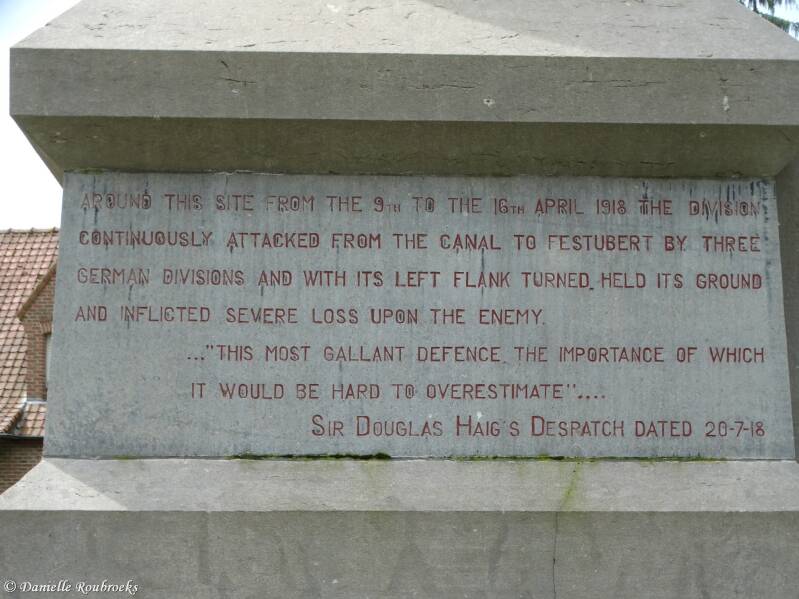 AROUND THIS SITE FROM THE 9TH TO THE 16TH APRIL 1918 THE DIVISION
CONTINUOUSLY ATTACKED FROM THE CANAL TO FESTUBERT BY THREE
GERMAN DIVISIONS AND WITH ITS LEFT FLANK TURNED, HELD ITS GROUND
AND INFLICTED SEVERE LOSS UPON THE ENEMY.
..."THIS MOST GALLANT DEFENCE, THE IMPORTANCE OF WHICH
IT WOULD BE HARD TO OVERESTIMATE"....
SIR DOUGLAS HAIG'S DESPATCH DATED 20-7-18
© Danielle Roubroeks